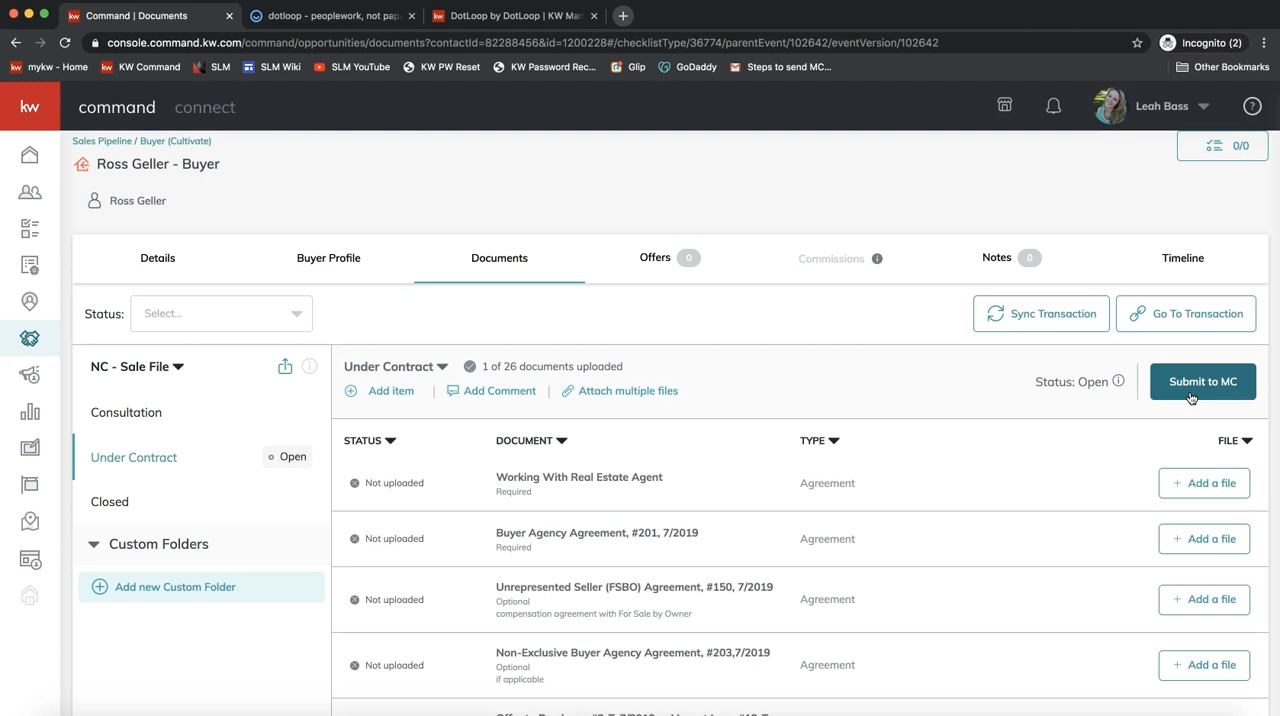 Command | Documents
dotloop - peoplework, not pap
DotLoop by DotLoop | KW Mar
console.command.kw.com/command/opportunities/documents?contactId=82288456&id=1200228#/checklistType/36774/parentEvent/102642/eventVersion/102642
Incognito (2)
mykw - Home
KW Command
SLM
SLM Wiki
SLM YouTube
KW PW Reset
KW Password Rec...
Glip
GoDaddy
Steps to send MC...
Other Bookmarks
kw
command
connect
Leah Bass
Sales Pipeline / Buyer (Cultivate)
0/0
Ross Geller - Buyer
Ross Geller
Details
Buyer Profile
Documents
Offers 0
Commissions
Notes 0
Timeline
Status:
Select...
Sync Transaction
Go To Transaction
NC - Sale File
Consultation
Under Contract
Open
Closed
Custom Folders
Add new Custom Folder
Under Contract
1 of 26 documents uploaded
Add item
Add Comment
Attach multiple files
Status: Open
Submit to MC
STATUS
DOCUMENT
TYPE
FILE
Not uploaded
Working With Real Estate Agent
Required
Agreement
+ Add a file
Not uploaded
Buyer Agency Agreement, #201, 7/2019
Required
Agreement
+ Add a file
Not uploaded
Unrepresented Seller (FSBO) Agreement, #150, 7/2019
Optional
compensation agreement with For Sale by Owner
Agreement
+ Add a file
Not uploaded
Non-Exclusive Buyer Agency Agreement, #203,7/2019
Optional
if applicable
Agreement
+ Add a file